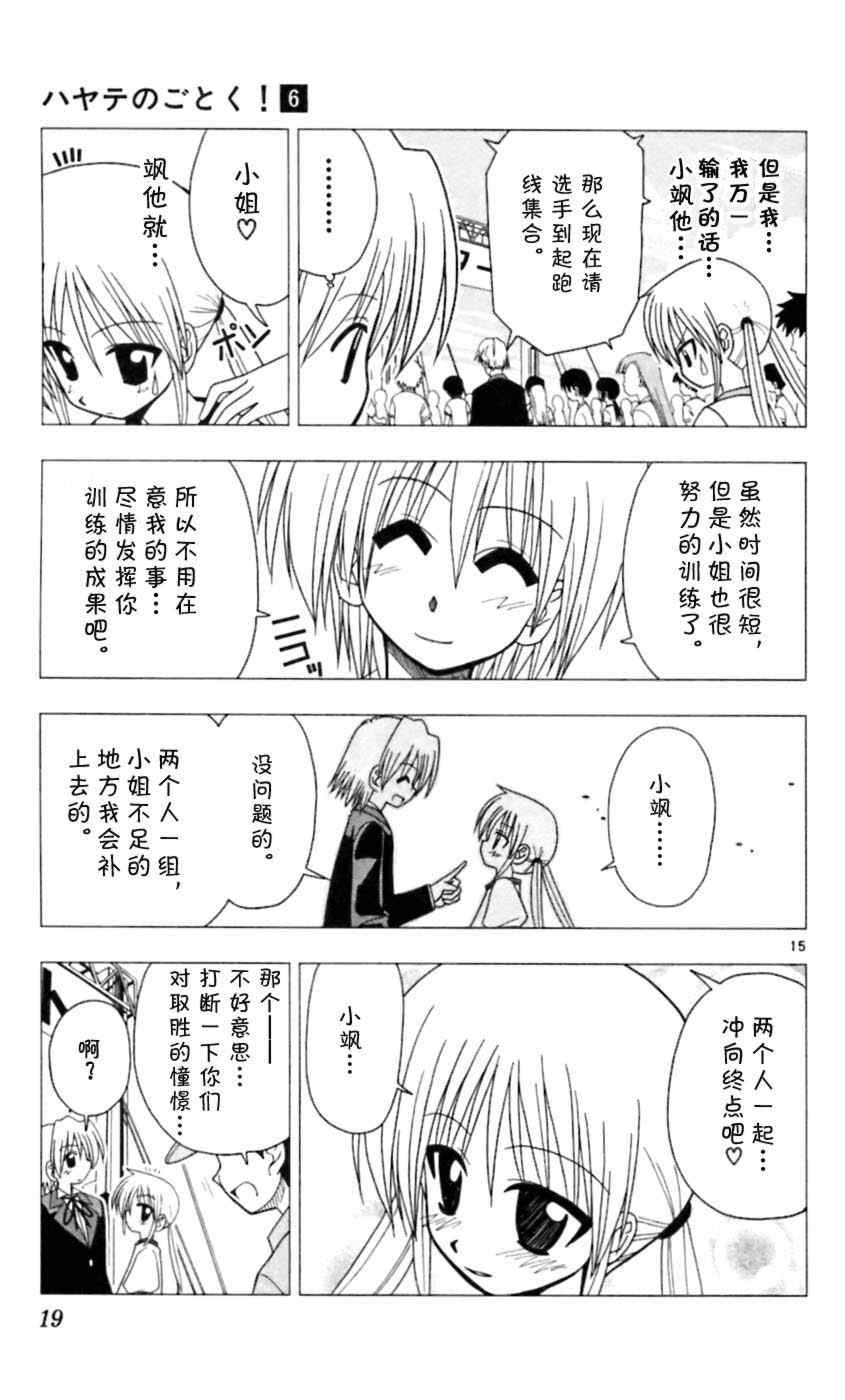 ハヤテのごとく！ 6
但是我…
我万一
输了的话…
小飒他…
那么现在请
选手到起跑
线集合。
………
小姐♡
飒他就…
ポン
虽然时间很短，
但是小姐也很
努力的训练了。
所以不用在
意我的事…
尽情发挥你
训练的成果吧。
ニコッ
小飒……
没问题的。
两个人一组，
小姐不足的
地方我会补
上去的。
15
两个人一起…
冲向终点吧♡
小飒…
那个——
不好意思…
打断一下你们
对取胜的憧憬…
啊？
19